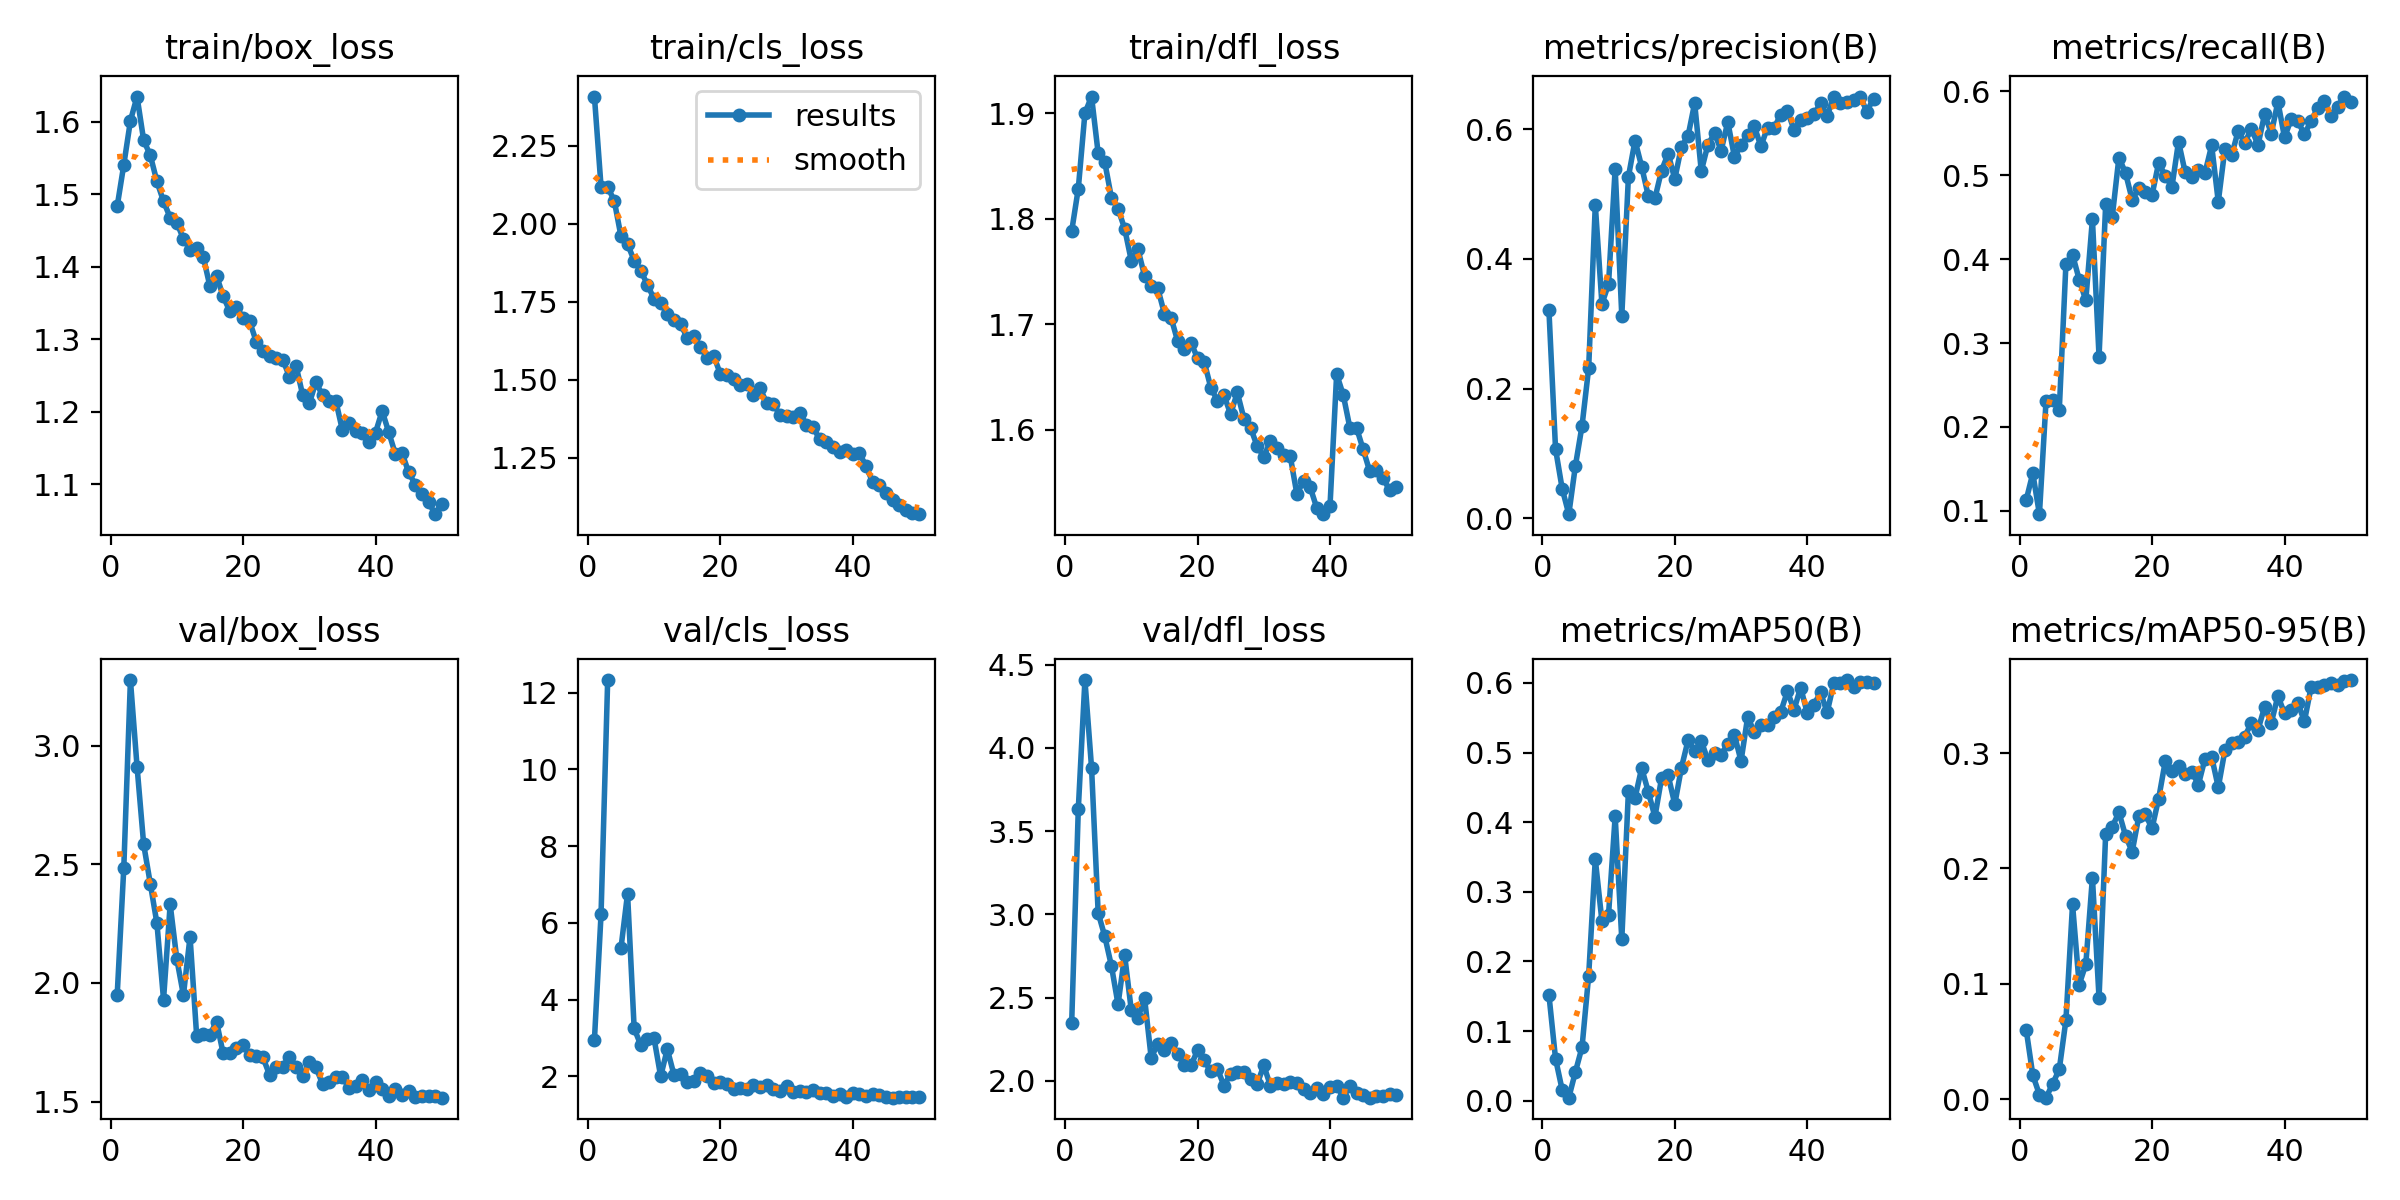 train/box_loss
1.6
1.5
1.4
1.3
1.2
1.1
0 20 40
train/cls_loss
results
smooth
2.25
2.00
1.75
1.50
1.25
0 20 40
train/dfl_loss
1.9
1.8
1.7
1.6
0 20 40
metrics/precision(B)
0.6
0.4
0.2
0.0
0 20 40
metrics/recall(B)
0.6
0.5
0.4
0.3
0.2
0.1
0 20 40
val/box_loss
3.0
2.5
2.0
1.5
0 20 40
val/cls_loss
12
10
8
6
4
2
0 20 40
val/dfl_loss
4.5
4.0
3.5
3.0
2.5
2.0
0 20 40
metrics/mAP50(B)
0.6
0.5
0.4
0.3
0.2
0.1
0.0
0 20 40
metrics/mAP50-95(B)
0.3
0.2
0.1
0.0
0 20 40